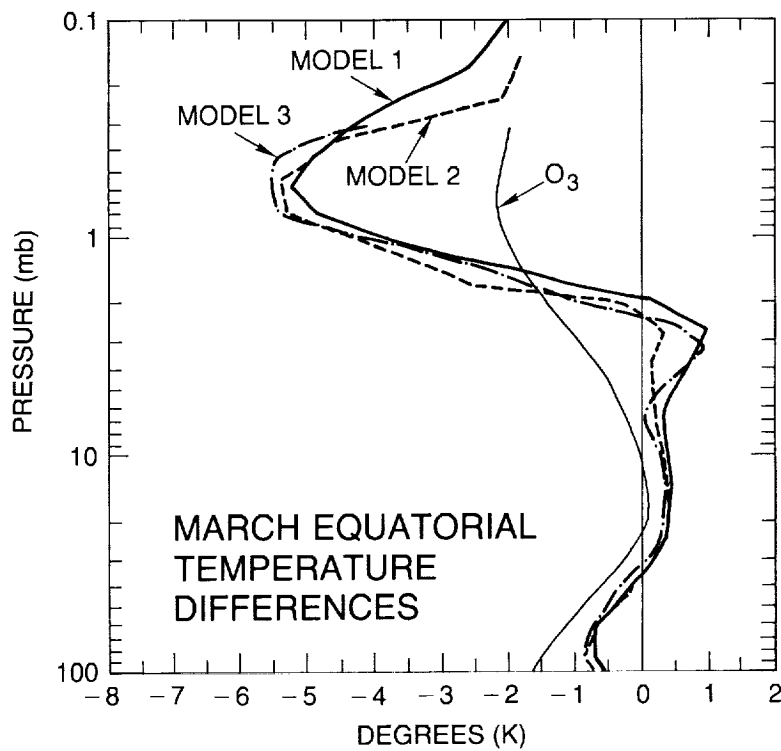 0.1
MODEL 1
MODEL 3
MODEL 2
O3
1
PRESSURE (mb)
10
MARCH EQUATORIAL
TEMPERATURE
DIFFERENCES
100
−8 −7 −6 −5 −4 −3 −2 −1 0 1 2
DEGREES (K)